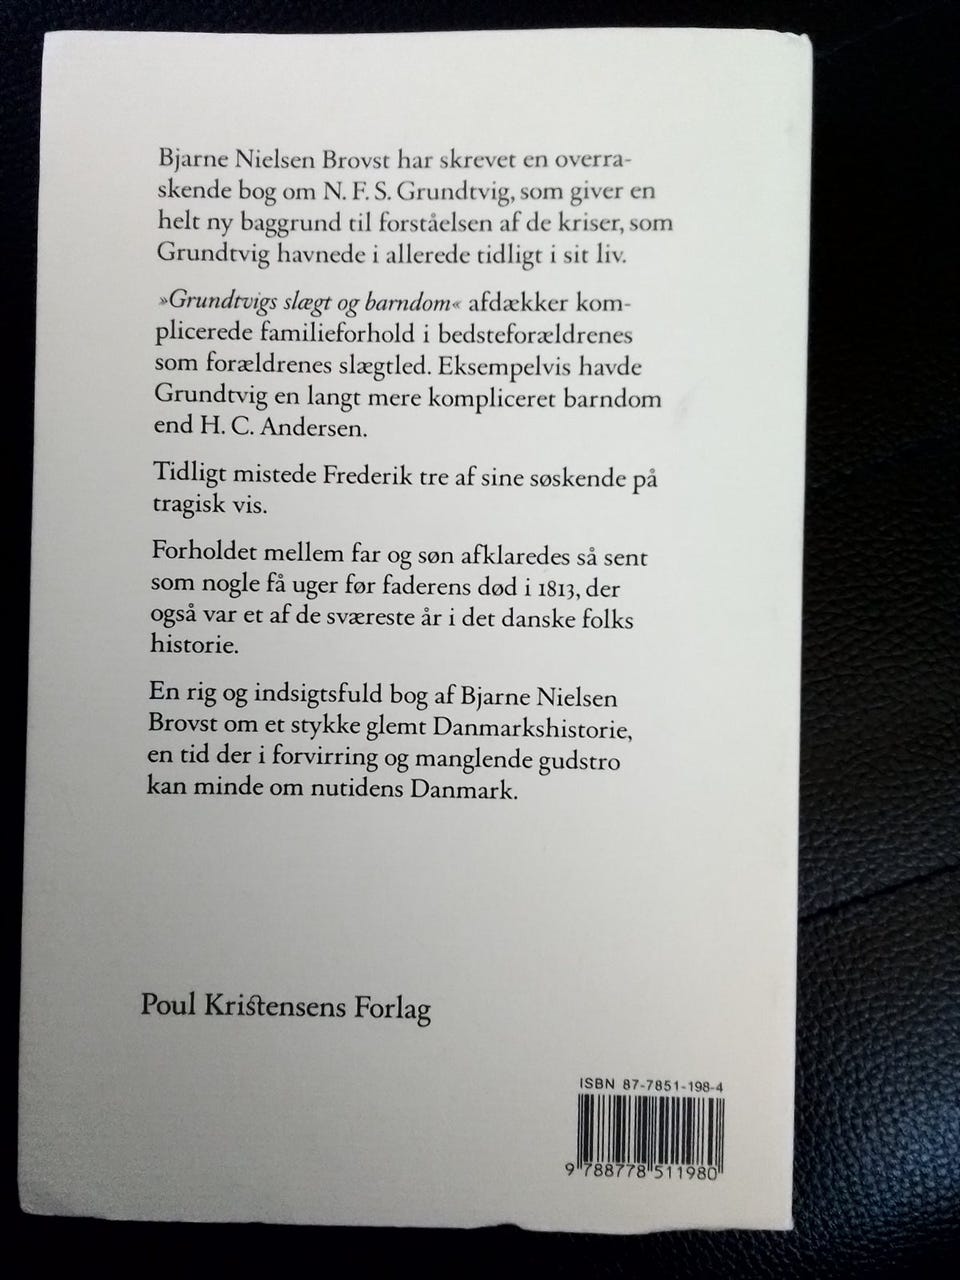 Bjarne Nielsen Brovst har skrevet en overra-
skende bog om N. F. S. Grundtvig, som giver en
helt ny baggrund til forståelsen af de kriser, som
Grundtvig havnede i allerede tidligt i sit liv.
»Grundtvigs slægt og barndom« afdækker kom-
plicerede familieforhold i bedsteforældrenes
som forældrenes slægtled. Eksempelvis havde
Grundtvig en langt mere kompliceret barndom
end H. C. Andersen.
Tidligt mistede Frederik tre af sine søskende på
tragisk vis.
Forholdet mellem far og søn afklaredes så sent
som nogle få uger før faderens død i 1813, der
også var et af de sværeste år i det danske folks
historie.
En rig og indsigtsfuld bog af Bjarne Nielsen
Brovst om et stykke glemt Danmarkshistorie,
en tid der i forvirring og manglende gudstro
kan minde om nutidens Danmark.
Poul Kristensens Forlag
ISBN 87-7851-198-4
9 788778 511980